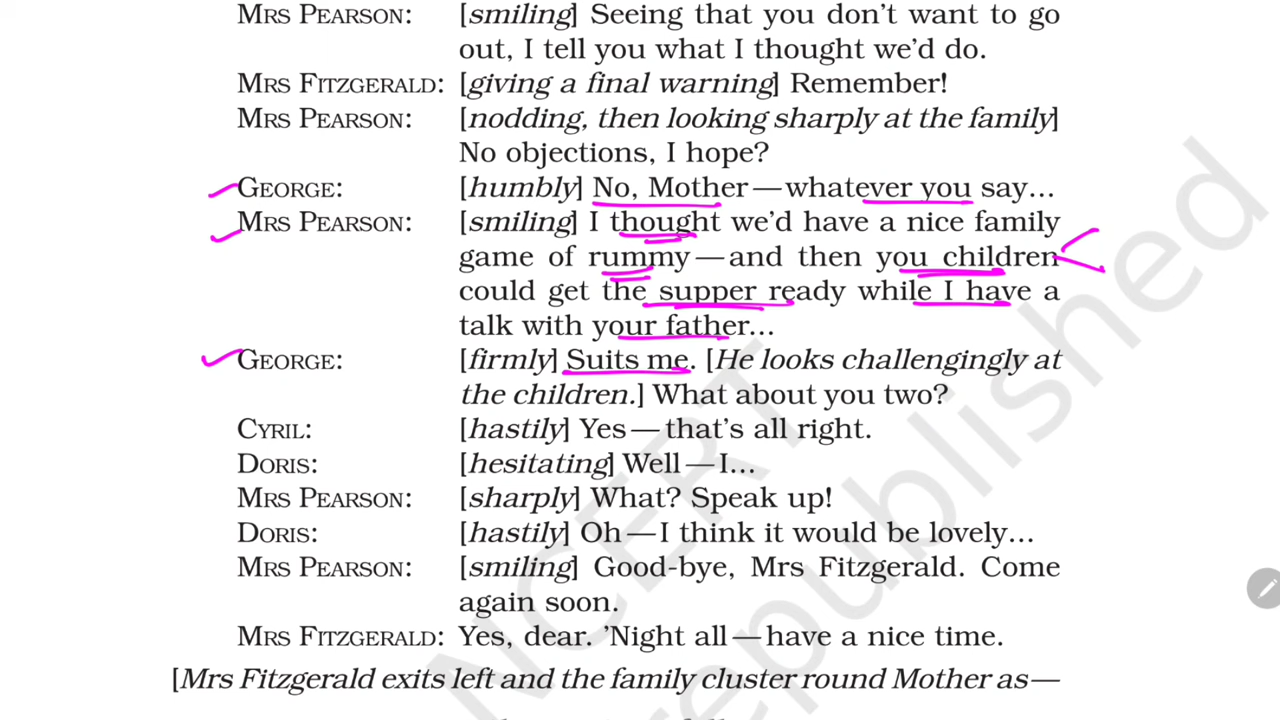 MRS PEARSON: [smiling] Seeing that you don't want to go
out, I tell you what I thought we'd do.
MRS FITZGERALD: [giving a final warning] Remember!
MRS PEARSON: [nodding, then looking sharply at the family]
No objections, I hope?
GEORGE: [humbly] No, Mother—whatever you say...
MRS PEARSON: [smiling] I thought we'd have a nice family
game of rummy—and then you children
could get the supper ready while I have a
talk with your father...
GEORGE: [firmly] Suits me. [He looks challengingly at
the children.] What about you two?
CYRIL: [hastily] Yes—that's all right.
DORIS: [hesitating] Well—I...
MRS PEARSON: [sharply] What? Speak up!
DORIS: [hastily] Oh—I think it would be lovely...
MRS PEARSON: [smiling] Good-bye, Mrs Fitzgerald. Come
again soon.
MRS FITZGERALD: Yes, dear. 'Night all—have a nice time.
[Mrs Fitzgerald exits left and the family cluster round Mother as—
NCERT
republished